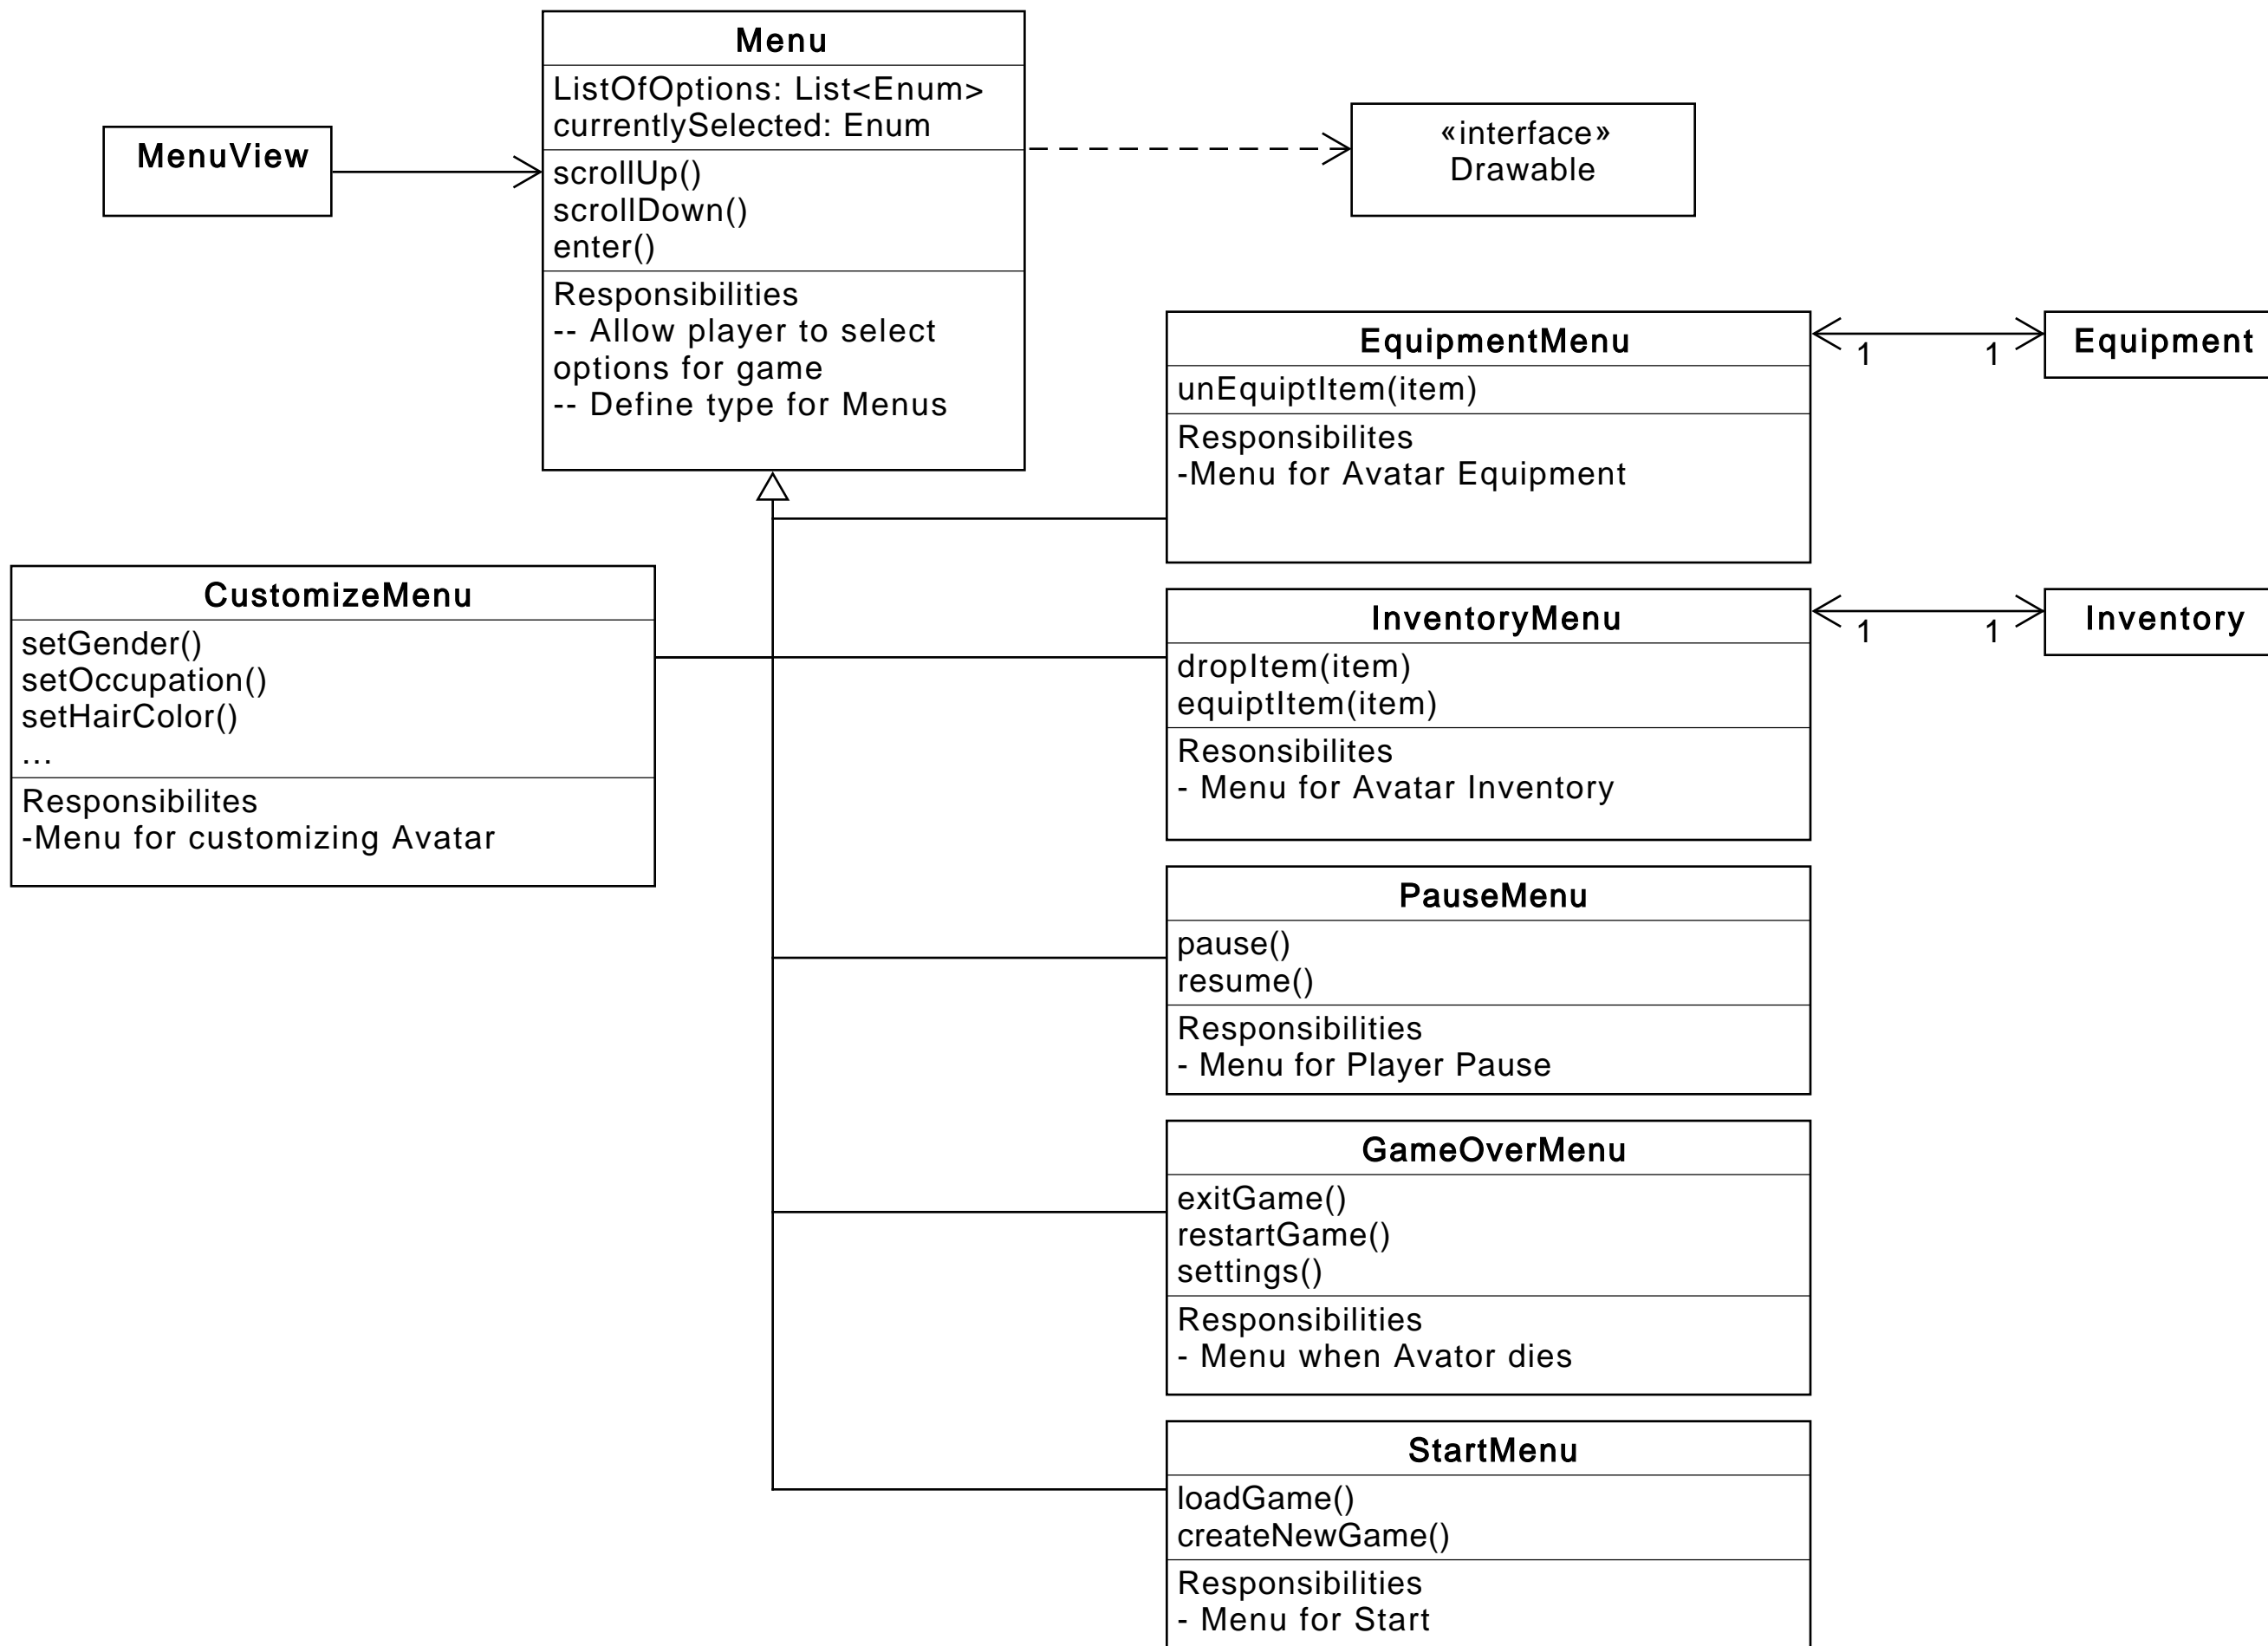 Menu
ListOfOptions: List<Enum>
currentlySelected: Enum
scrollUp()
scrollDown()
enter()
Responsibilities
-- Allow player to select
options for game
-- Define type for Menus
MenuView
«interface»
Drawable
EquipmentMenu
unEquiptItem(item)
Responsibilites
-Menu for Avatar Equipment
1
1
Equipment
CustomizeMenu
setGender()
setOccupation()
setHairColor()
...
Responsibilites
-Menu for customizing Avatar
InventoryMenu
dropItem(item)
equiptItem(item)
Resonsibilites
- Menu for Avatar Inventory
1
1
Inventory
PauseMenu
pause()
resume()
Responsibilities
- Menu for Player Pause
GameOverMenu
exitGame()
restartGame()
settings()
Responsibilities
- Menu when Avator dies
StartMenu
loadGame()
createNewGame()
Responsibilities
- Menu for Start